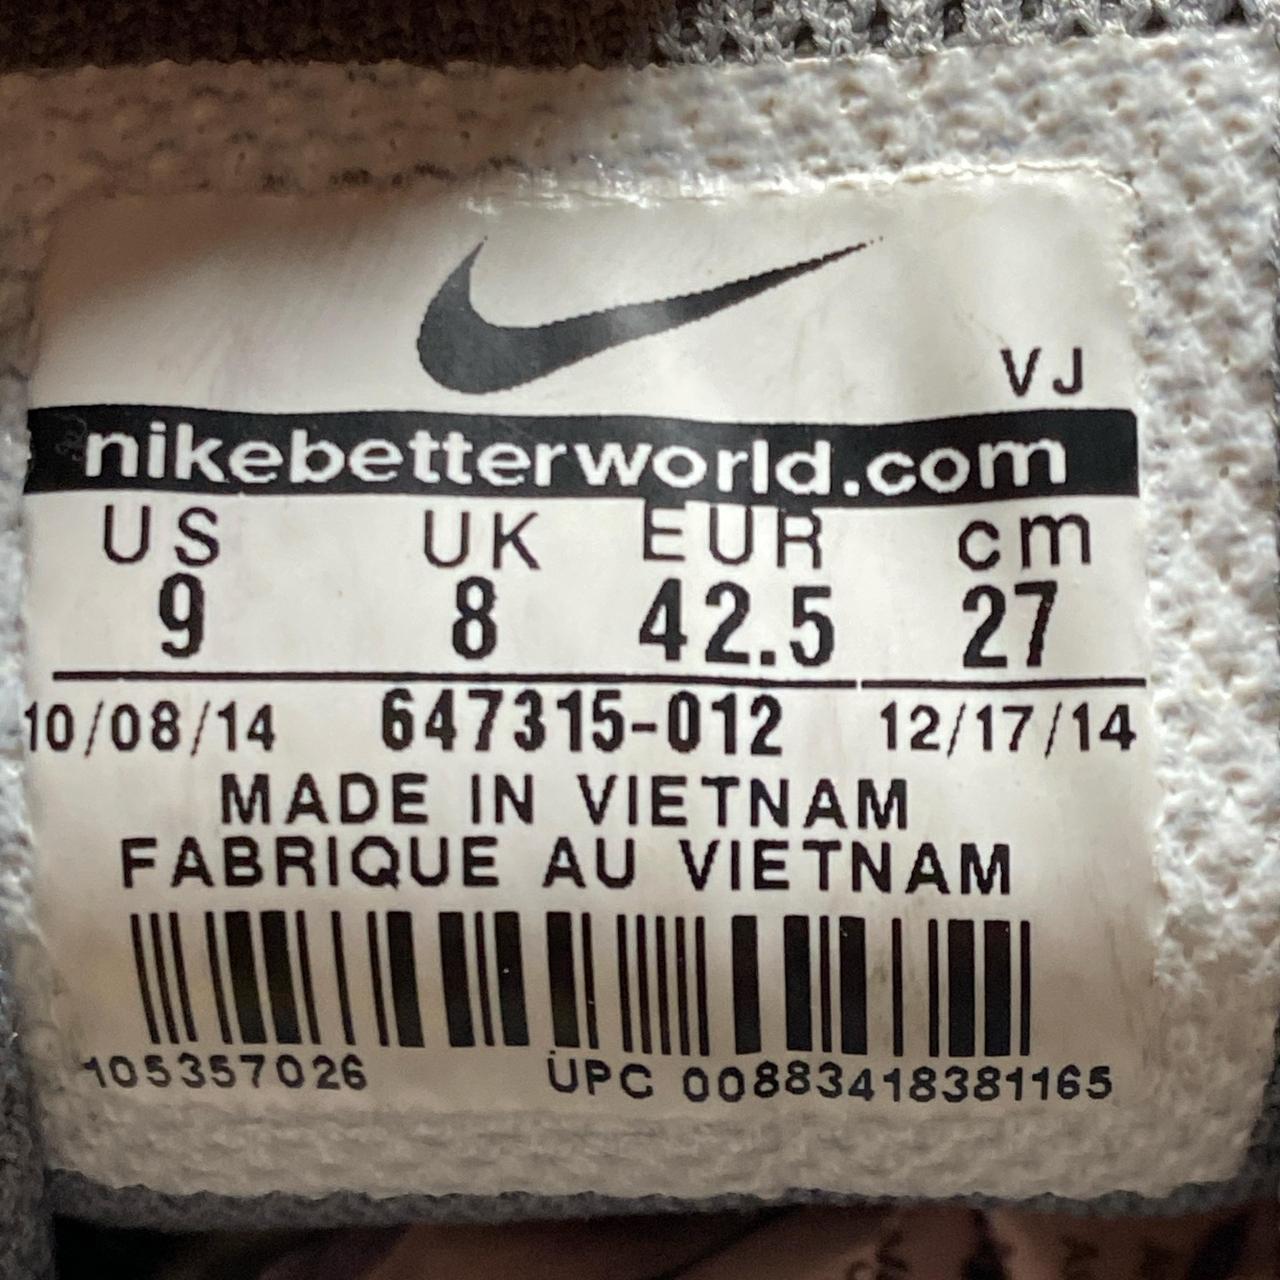 VJ
nikebetterworld.com
US UK EUR cm
9 8 42.5 27
10/08/14 647315-012 12/17/14
MADE IN VIETNAM
FABRIQUE AU VIETNAM
105357026 UPC 00883418381165